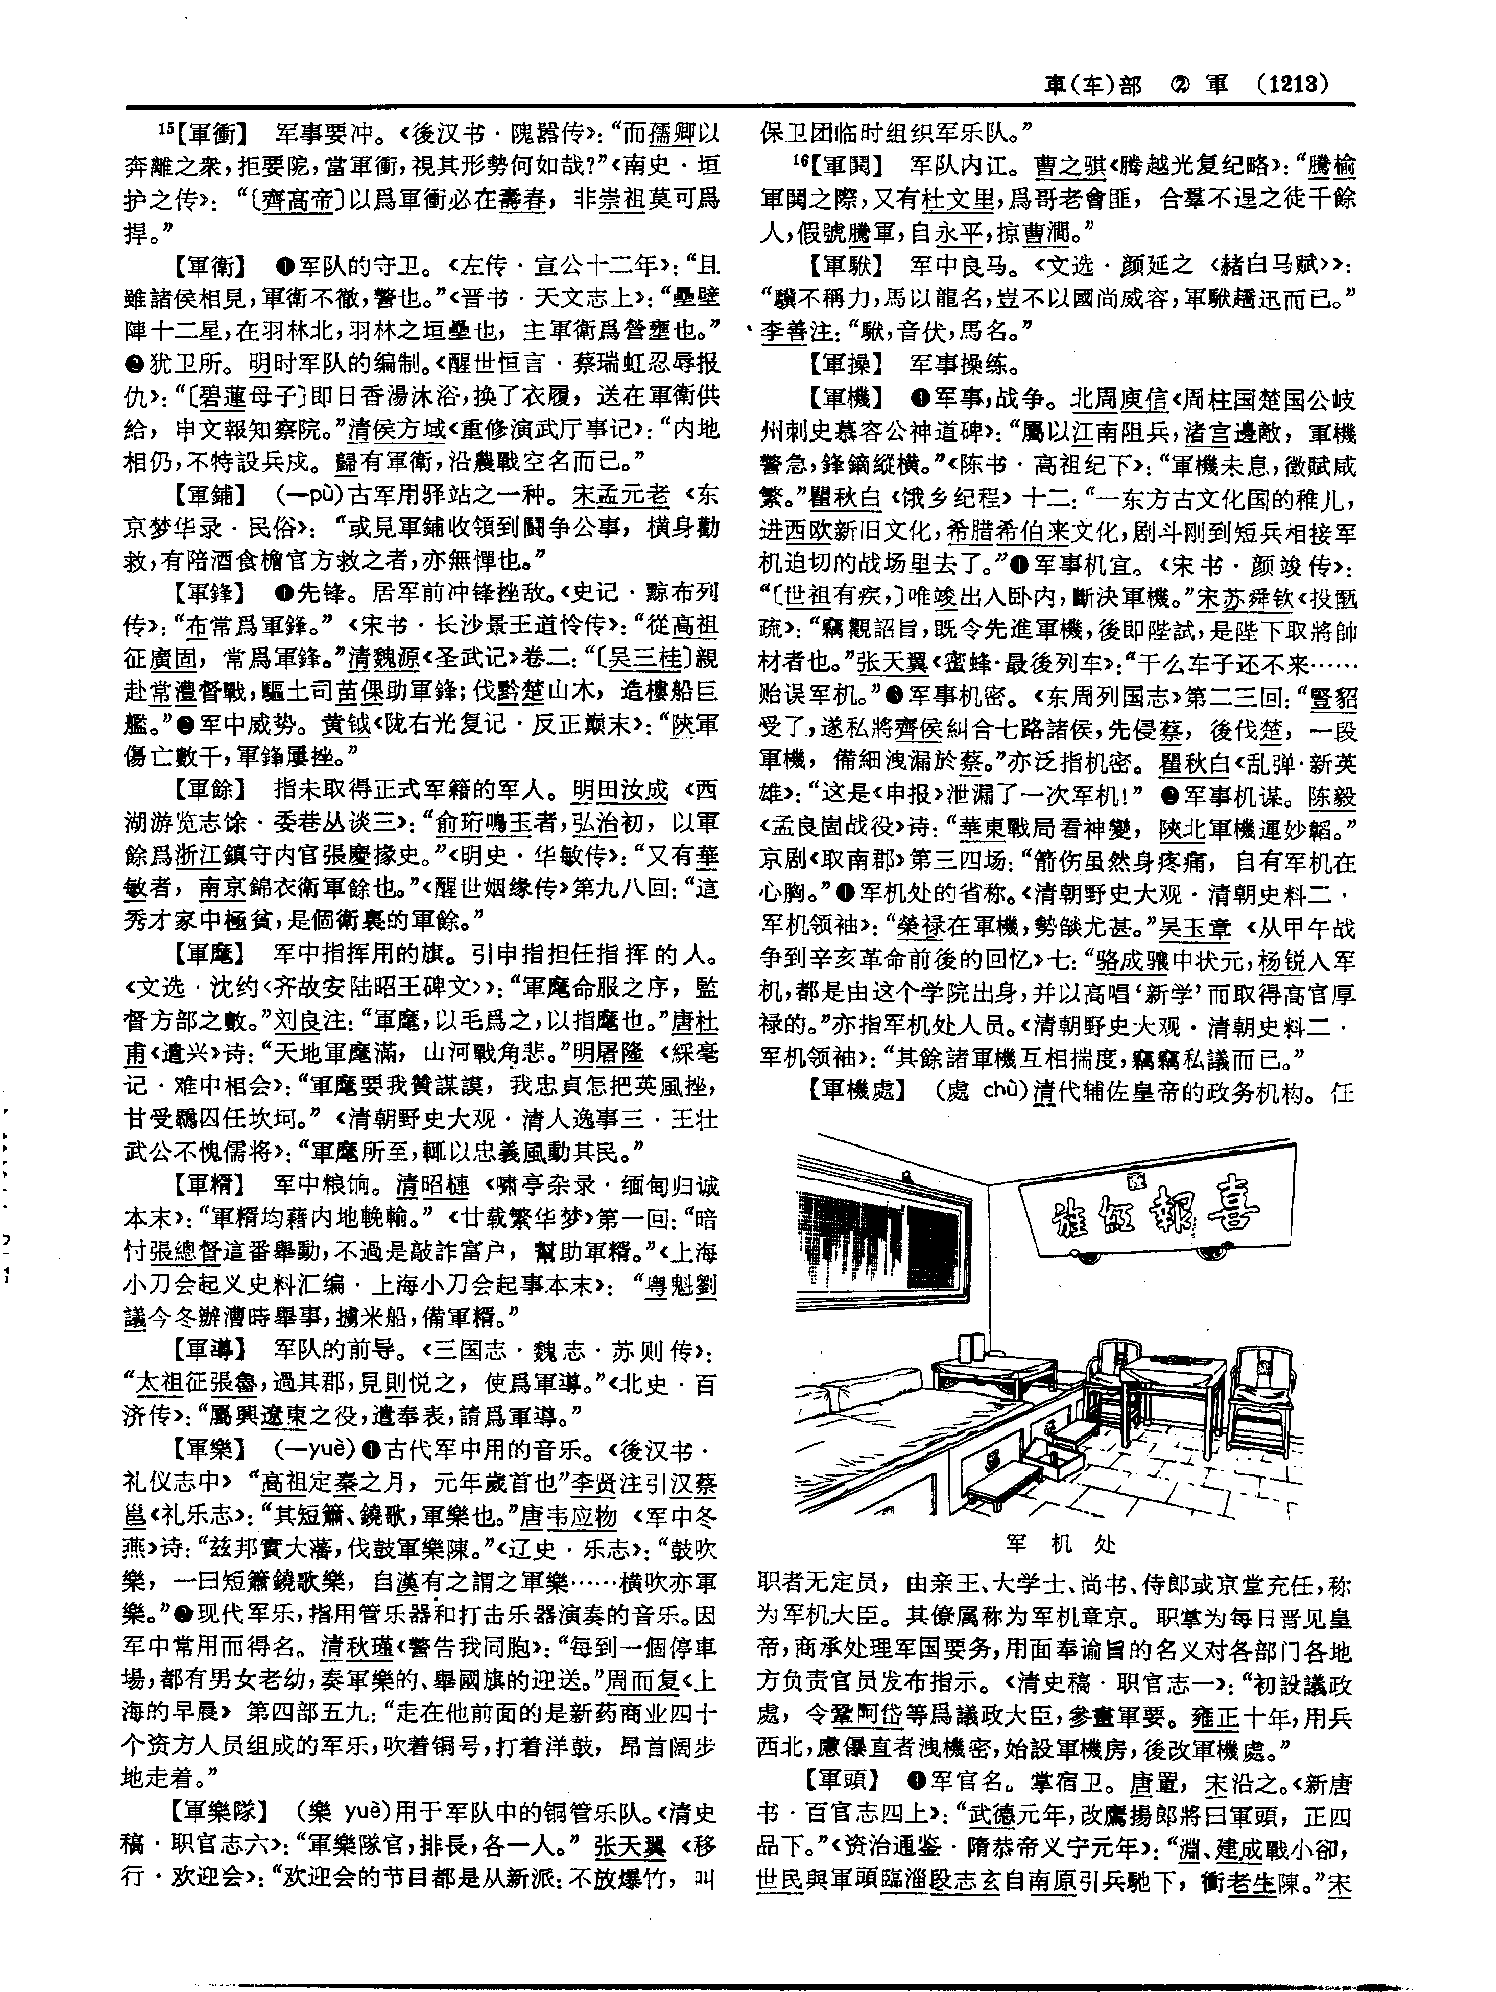 車(车)部　② 軍　(1213)
15【軍衝】　军事要冲。《後汉书·隗嚣传》：“而孺卿以
奔離之衆，拒要阨，當軍衝，視其形勢何如哉？”《南史·垣
护之传》：“〔齊高帝〕以爲軍衝必在壽春，非崇祖莫可爲
捍。”
【軍衛】　❶军队的守卫。《左传·宣公十二年》：“且
雖諸侯相見，軍衛不徹，警也。”《晋书·天文志上》：“壘壁
陣十二星，在羽林北，羽林之垣壘也，主軍衛爲營壅也。”
❷犹卫所。明时军队的编制。《醒世恒言·蔡瑞虹忍辱报
仇》：“〔碧蓮母子〕即日香湯沐浴，换了衣履，送在軍衛供
給，申文報知察院。”清侯方域《重修演武厅事记》：“内地
相仍，不特設兵戍。歸有軍衛，沿農戰空名而已。”
【軍鋪】　(—pù)古军用驿站之一种。宋孟元老《东
京梦华录·民俗》：“或見軍鋪收領到鬭争公事，横身勸
救，有陪酒食檐官方救之者，亦無憚也。”
【軍鋒】　❶先锋。居军前冲锋挫敌。《史记·黥布列
传》：“布常爲軍鋒。”《宋书·长沙景王道怜传》：“從高祖
征廣固，常爲軍鋒。”清魏源《圣武记》卷二：“〔吴三桂〕親
赴常澧督戰，驅土司苗倮助軍鋒；伐黔楚山木，造樓船巨
艦。”❷军中威势。黄钺《陇右光复记·反正巅末》：“陝軍
傷亡數千，軍鋒屢挫。”
【軍餘】　指未取得正式军籍的军人。明田汝成《西
湖游览志馀·委巷丛谈三》：“俞珩鳴玉者，弘治初，以軍
餘爲浙江鎮守内官張慶掾史。”《明史·华敏传》：“又有華
敏者，南京錦衣衛軍餘也。”《醒世姻缘传》第九八回：“這
秀才家中極貧，是個衛裏的軍餘。”
【軍麾】　军中指挥用的旗。引申指担任指挥的人。
《文选·沈约〈齐故安陆昭王碑文〉》：“軍麾命服之序，監
督方部之數。”刘良注：“軍麾，以毛爲之，以指麾也。”唐杜
甫《遣兴》诗：“天地軍麾滿，山河戰角悲。”明屠隆《綵毫
记·难中相会》：“軍麾要我贊謀謨，我忠貞怎把英風挫，
甘受羈囚任坎坷。”《清朝野史大观·清人逸事三·王壮
武公不愧儒将》：“軍麾所至，輒以忠義風動其民。”
【軍糈】　军中粮饷。清昭槤《啸亭杂录·缅甸归诚
本末》：“軍糈均藉内地輓輸。”《廿载繁华梦》第一回：“暗
忖張總督這番舉動，不過是敲詐富户，幫助軍糈。”《上海
小刀会起义史料汇编·上海小刀会起事本末》：“粤魁劉
議今冬辦漕時舉事，擄米船，備軍糈。”
【軍導】　军队的前导。《三国志·魏志·苏则传》：
“太祖征張魯，過其郡，見則悦之，使爲軍導。”《北史·百
济传》：“屬興遼東之役，遣奉表，請爲軍導。”
【軍樂】　(—yuè)❶古代军中用的音乐。《後汉书·
礼仪志中》“高祖定秦之月，元年歲首也”李贤注引汉蔡
邕《礼乐志》：“其短簫、鐃歌，軍樂也。”唐韦应物《军中冬
燕》诗：“兹邦實大藩，伐鼓軍樂陳。”《辽史·乐志》：“鼓吹
樂，一曰短簫鐃歌樂，自漢有之謂之軍樂……横吹亦軍
樂。”❷现代军乐，指用管乐器和打击乐器演奏的音乐。因
军中常用而得名。清秋瑾《警告我同胞》：“每到一個停車
場，都有男女老幼，奏軍樂的、舉國旗的迎送。”周而复《上
海的早晨》第四部五九：“走在他前面的是新药商业四十
个资方人员组成的军乐，吹着铜号，打着洋鼓，昂首阔步
地走着。”
【軍樂隊】　(樂 yuè)用于军队中的铜管乐队。《清史
稿·职官志六》：“軍樂隊官，排長，各一人。”张天翼《移
行·欢迎会》：“欢迎会的节目都是从新派：不放爆竹，叫
保卫团临时组织军乐队。”
16【軍鬨】　军队内讧。曹之骐《腾越光复纪略》：“騰榆
軍鬨之際，又有杜文里，爲哥老會匪，合羣不逞之徒千餘
人，假號騰軍，自永平，掠曹澗。”
【軍駥】　军中良马。《文选·颜延之〈赭白马赋〉》：
“驥不稱力，馬以龍名，豈不以國尚威容，軍駥趫迅而已。”
李善注：“駥，音伏，馬名。”
【軍操】　军事操练。
【軍機】　❶军事，战争。北周庾信《周柱国楚国公岐
州刺史慕容公神道碑》：“屬以江南阻兵，渚宫邊敵，軍機
警急，鋒鏑縱横。”《陈书·高祖纪下》：“軍機未息，徵賦咸
繁。”瞿秋白《饿乡纪程》十二：“一东方古文化国的稚儿，
进西欧新旧文化，希腊希伯来文化，剧斗刚到短兵相接军
机迫切的战场里去了。”❷军事机宜。《宋书·颜竣传》：
“〔世祖有疾，〕唯竣出入卧内，斷決軍機。”宋苏舜钦《投匦
疏》：“竊觀詔旨，既令先進軍機，後即陛試，是陛下取將帥
材者也。”张天翼《蜜蜂·最後列车》：“干么车子还不来……
贻误军机。”❸军事机密。《东周列国志》第二三回：“豎貂
受了，遂私將齊侯糾合七路諸侯，先侵蔡，後伐楚，一段
軍機，備細洩漏於蔡。”亦泛指机密。瞿秋白《乱弹·新英
雄》：“这是《申报》泄漏了一次军机！”❹军事机谋。陈毅
《孟良崮战役》诗：“華東戰局看神變，陝北軍機運妙韜。”
京剧《取南郡》第三四场：“箭伤虽然身疼痛，自有军机在
心胸。”❺军机处的省称。《清朝野史大观·清朝史料二·
军机领袖》：“榮禄在軍機，勢燄尤甚。”吴玉章《从甲午战
争到辛亥革命前後的回忆》七：“骆成骧中状元，杨锐入军
机，都是由这个学院出身，并以高唱‘新学’而取得高官厚
禄的。”亦指军机处人员。《清朝野史大观·清朝史料二·
军机领袖》：“其餘諸軍機互相揣度，竊竊私議而已。”
【軍機處】　(處 chù)清代辅佐皇帝的政务机构。任
喜報紅旌
军　机　处
职者无定员，由亲王、大学士、尚书、侍郎或京堂充任，称
为军机大臣。其僚属称为军机章京。职掌为每日晋见皇
帝，商承处理军国要务，用面奉谕旨的名义对各部门各地
方负责官员发布指示。《清史稿·职官志一》：“初設議政
處，令鞏阿岱等爲議政大臣，參畫軍要。雍正十年，用兵
西北，慮儤直者洩機密，始設軍機房，後改軍機處。”
【軍頭】　❶军官名。掌宿卫。唐置，宋沿之。《新唐
书·百官志四上》：“武德元年，改鷹揚郎將曰軍頭，正四
品下。”《资治通鉴·隋恭帝义宁元年》：“淵、建成戰小卻，
世民與軍頭臨淄段志玄自南原引兵馳下，衝老生陳。”宋